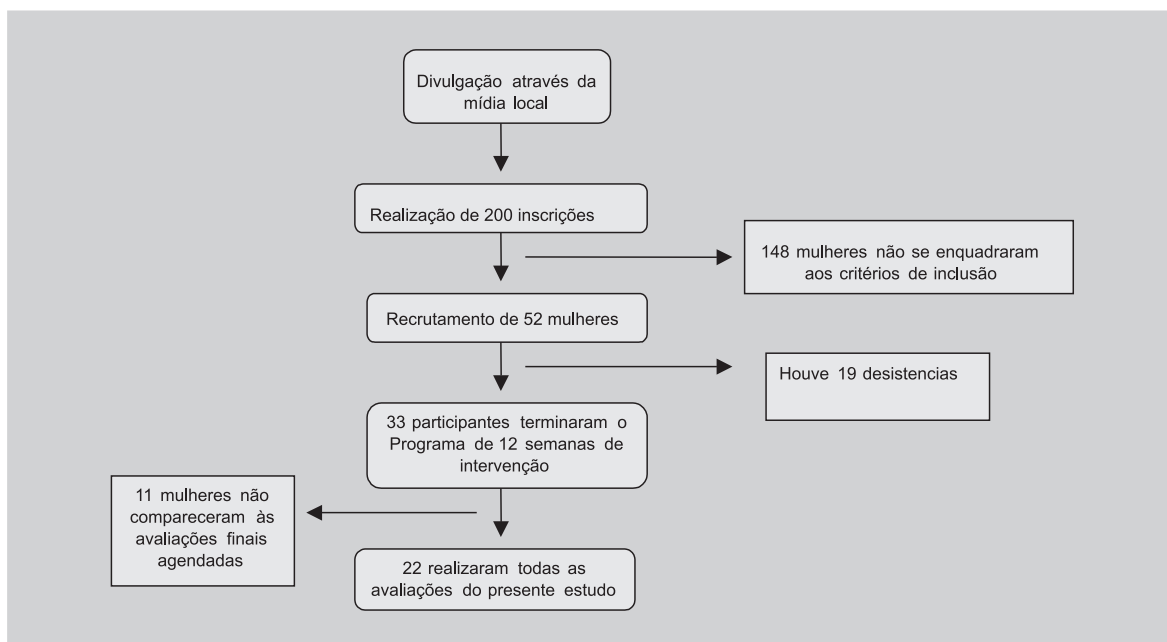 Divulgação através da
mídia local
Realização de 200 inscrições
148 mulheres não se enquadraram
aos critérios de inclusão
Recrutamento de 52 mulheres
Houve 19 desistencias
33 participantes terminaram o
Programa de 12 semanas de
intervenção
11 mulheres não
compareceram às
avaliações finais
agendadas
22 realizaram todas as
avaliações do presente estudo